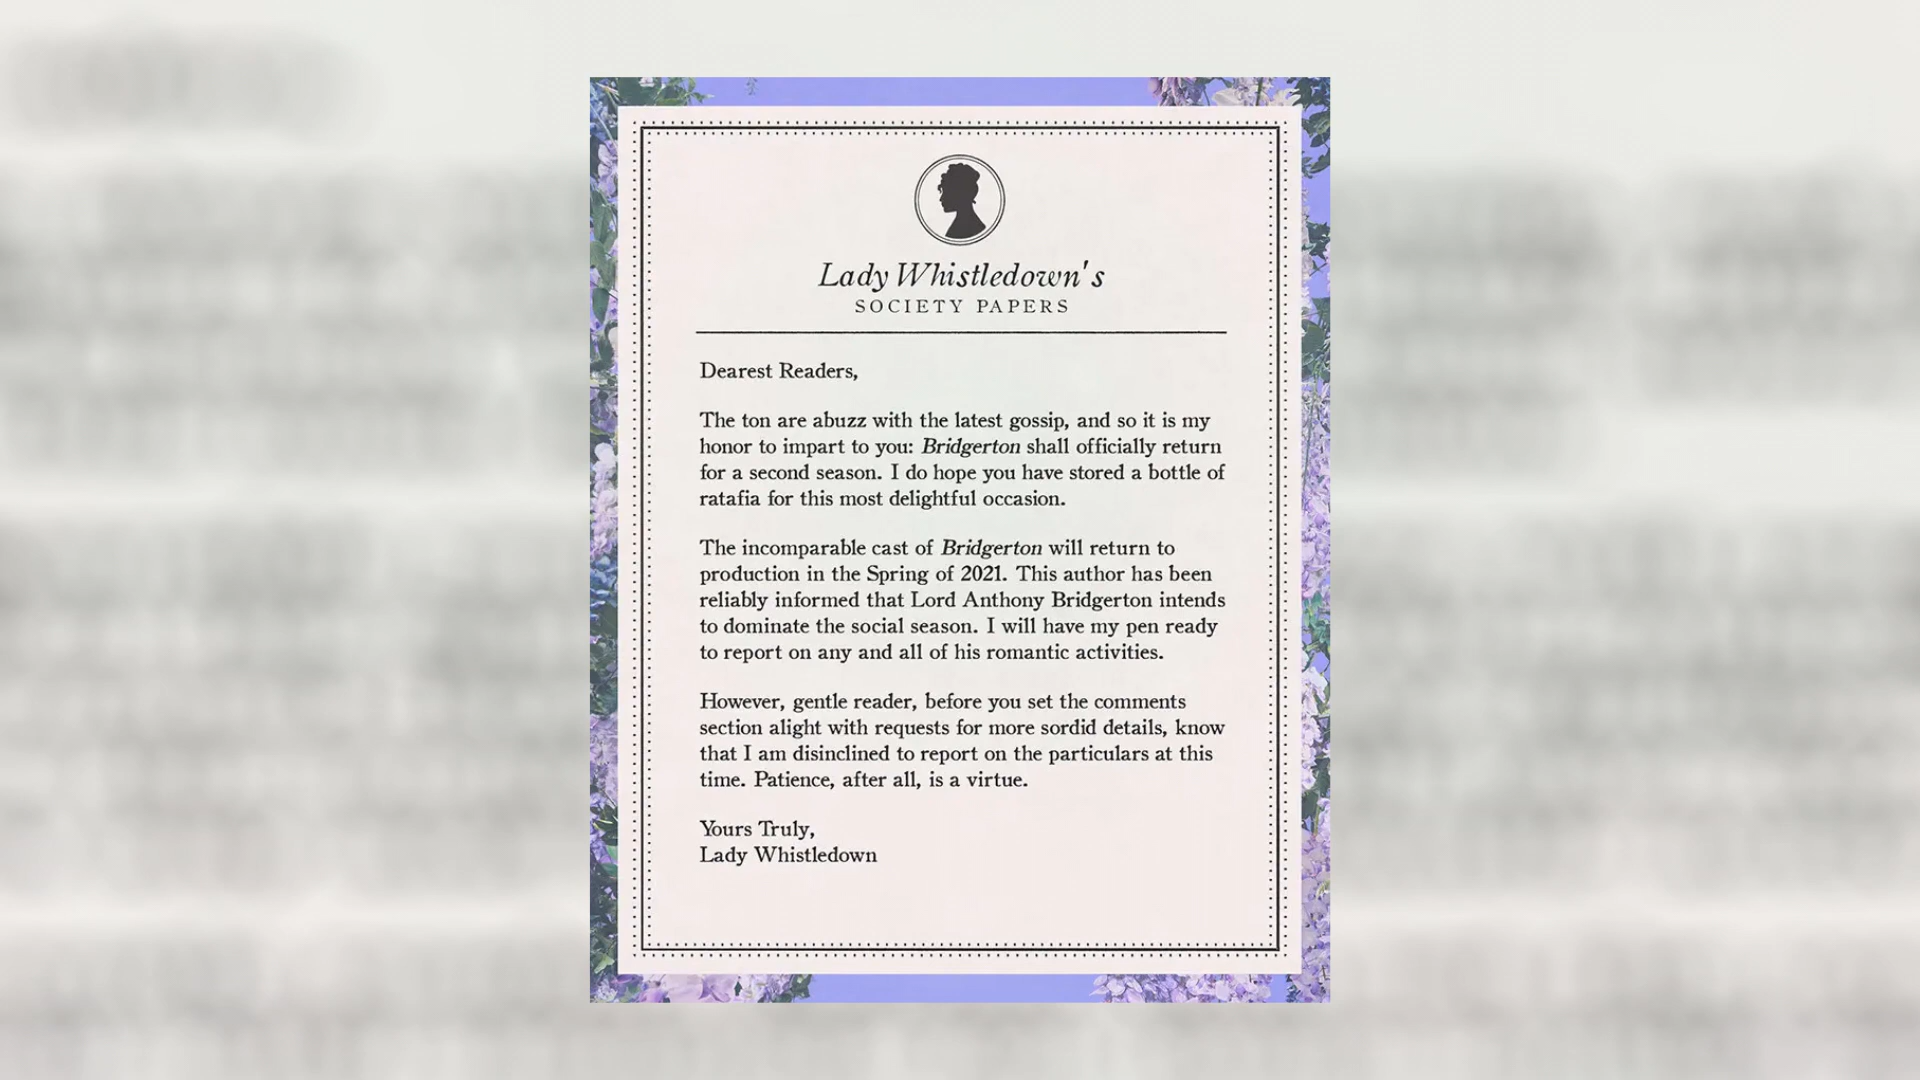 Lady Whistledown's
SOCIETY PAPERS
Dearest Readers,
The ton are abuzz with the latest gossip, and so it is my
honor to impart to you: Bridgerton shall officially return
for a second season. I do hope you have stored a bottle of
ratafia for this most delightful occasion.
The incomparable cast of Bridgerton will return to
production in the Spring of 2021. This author has been
reliably informed that Lord Anthony Bridgerton intends
to dominate the social season. I will have my pen ready
to report on any and all of his romantic activities.
However, gentle reader, before you set the comments
section alight with requests for more sordid details, know
that I am disinclined to report on the particulars at this
time. Patience, after all, is a virtue.
Yours Truly,
Lady Whistledown